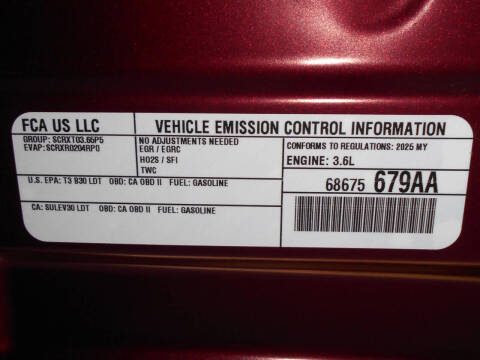 FCA US LLC
VEHICLE EMISSION CONTROL INFORMATION
GROUP: SCRXT03.65P5
EVAP: SCRXR0204RP0
NO ADJUSTMENTS NEEDED
EGR / EGRC
HO2S / SFI
TWC
CONFORMS TO REGULATIONS: 2025 MY
ENGINE: 3.6L
U.S. EPA: T3 B30 LDT OBD: CA OBD II FUEL: GASOLINE
CA: SULEV30 LDT OBD: CA OBD II FUEL: GASOLINE
68675 679AA